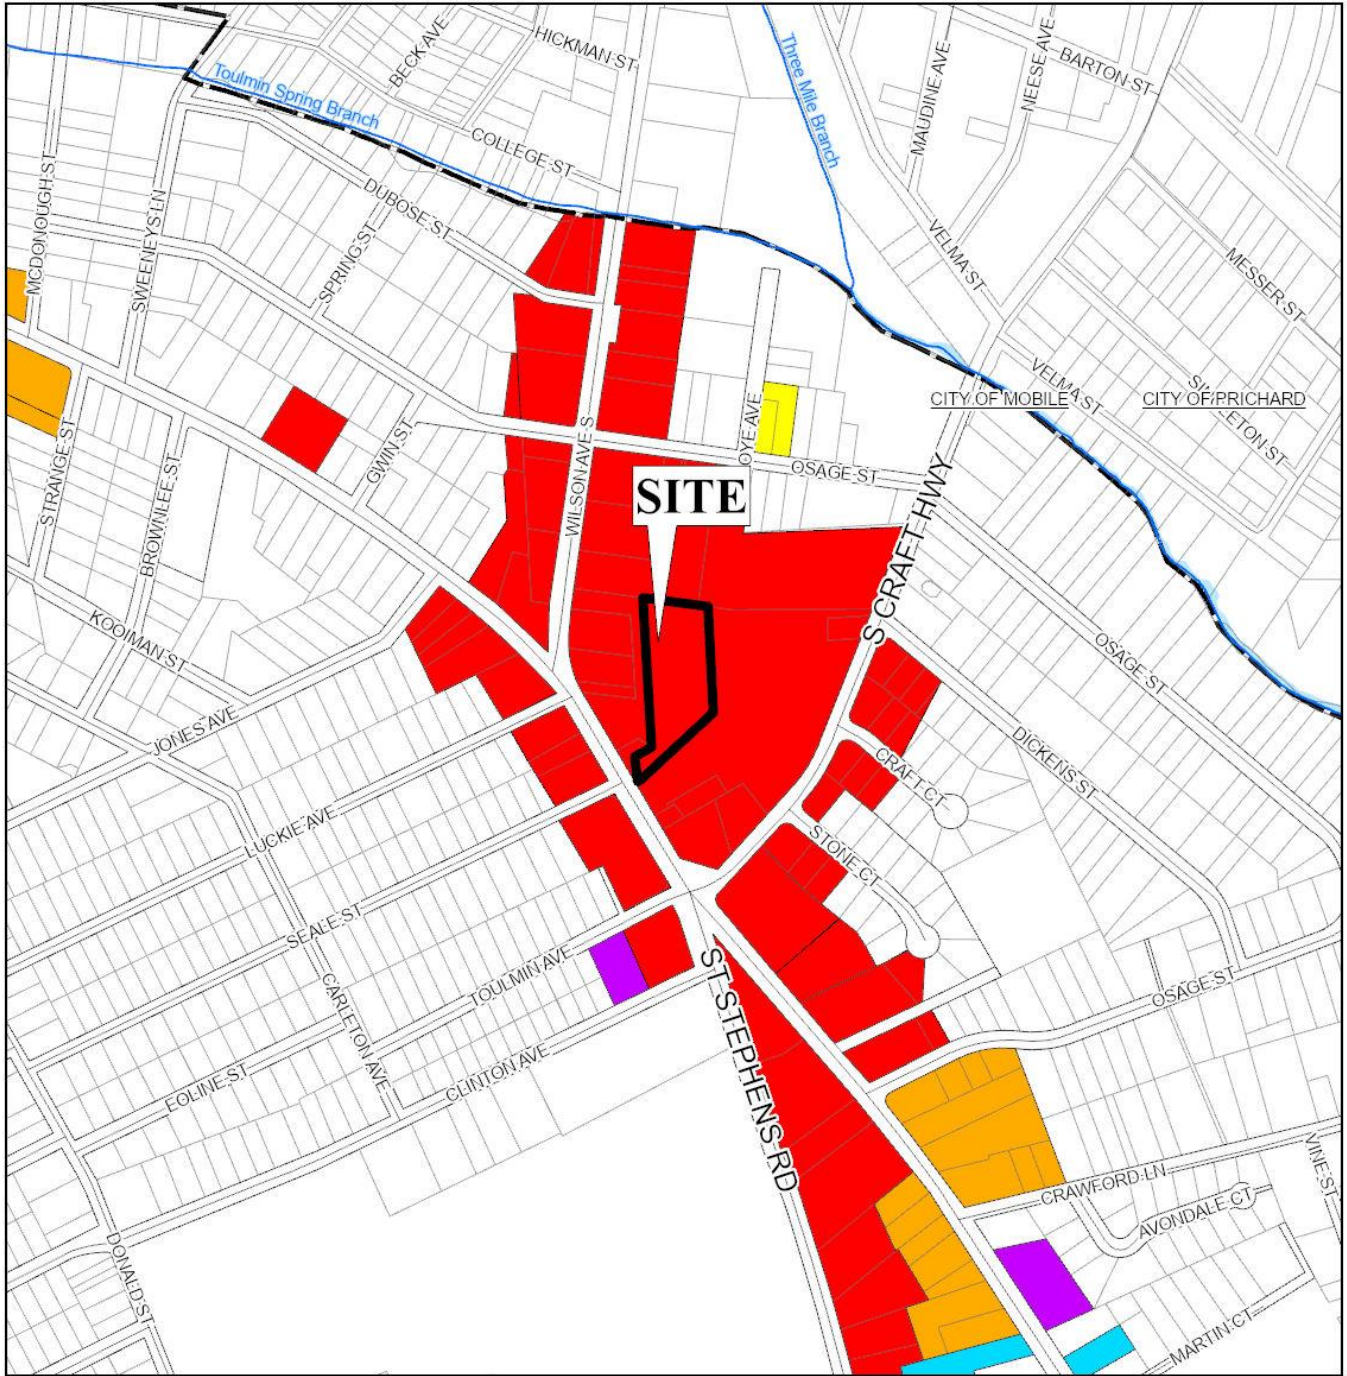 HICKMAN ST
BECK AVE
Three Mile Branch
MAUDINE AVE
NEESE AVE
BARTON ST
Toulmin Spring Branch
COLLEGE ST
MCDONOUGH ST
SWEENEYS LN
DUBOSE ST
SPRING ST
VELMA ST
MESSER ST
VELMA ST
CITY OF MOBILE
CITY OF PRICHARD
STRANGE ST
BROWNLEE ST
GWIN ST
WILSON AVE S
OSAGE ST
SITE
S CRAFT HWY
KOOIMAN ST
OSAGE ST
JONES AVE
DICKENS ST
CRAFT CT
LUCKIE AVE
STONE CT
SEALE ST
TOULMIN AVE
CARLETON AVE
ST STEPHENS RD
OSAGE ST
EOLINE ST
CLINTON AVE
CRAWFORD LN
VINE ST
AVONDALE CT
DONALD ST
MARTIN CT